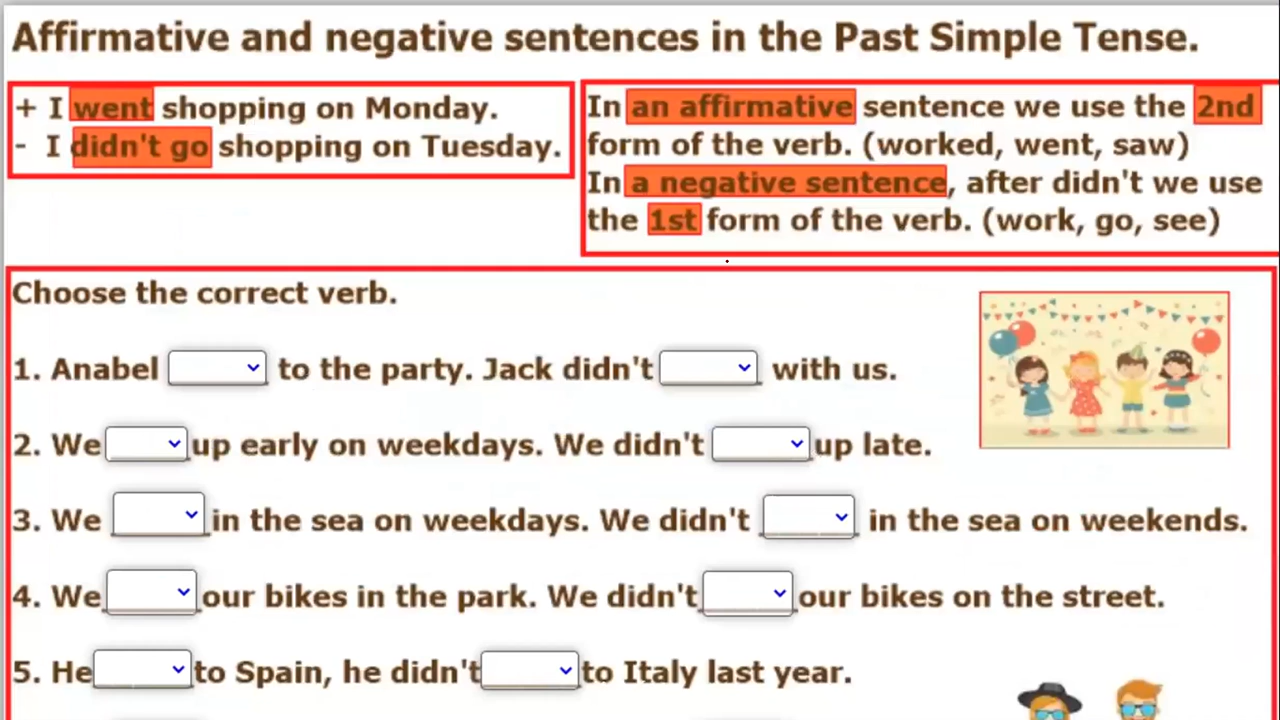 Affirmative and negative sentences in the Past Simple Tense.
+ I went shopping on Monday.
- I didn't go shopping on Tuesday.
In an affirmative sentence we use the 2nd
form of the verb. (worked, went, saw)
In a negative sentence, after didn't we use
the 1st form of the verb. (work, go, see)
Choose the correct verb.
1. Anabel to the party. Jack didn't with us.
2. We up early on weekdays. We didn't up late.
3. We in the sea on weekdays. We didn't in the sea on weekends.
4. We our bikes in the park. We didn't our bikes on the street.
5. He to Spain, he didn't to Italy last year.